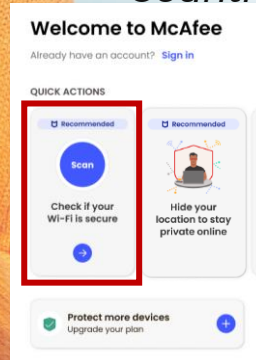 Welcome to McAfee
Already have an account? Sign in
QUICK ACTIONS
Recommended
Scan
Check if your
Wi-Fi is secure
Recommended
Hide your
location to stay
private online
Protect more devices
Upgrade your plan